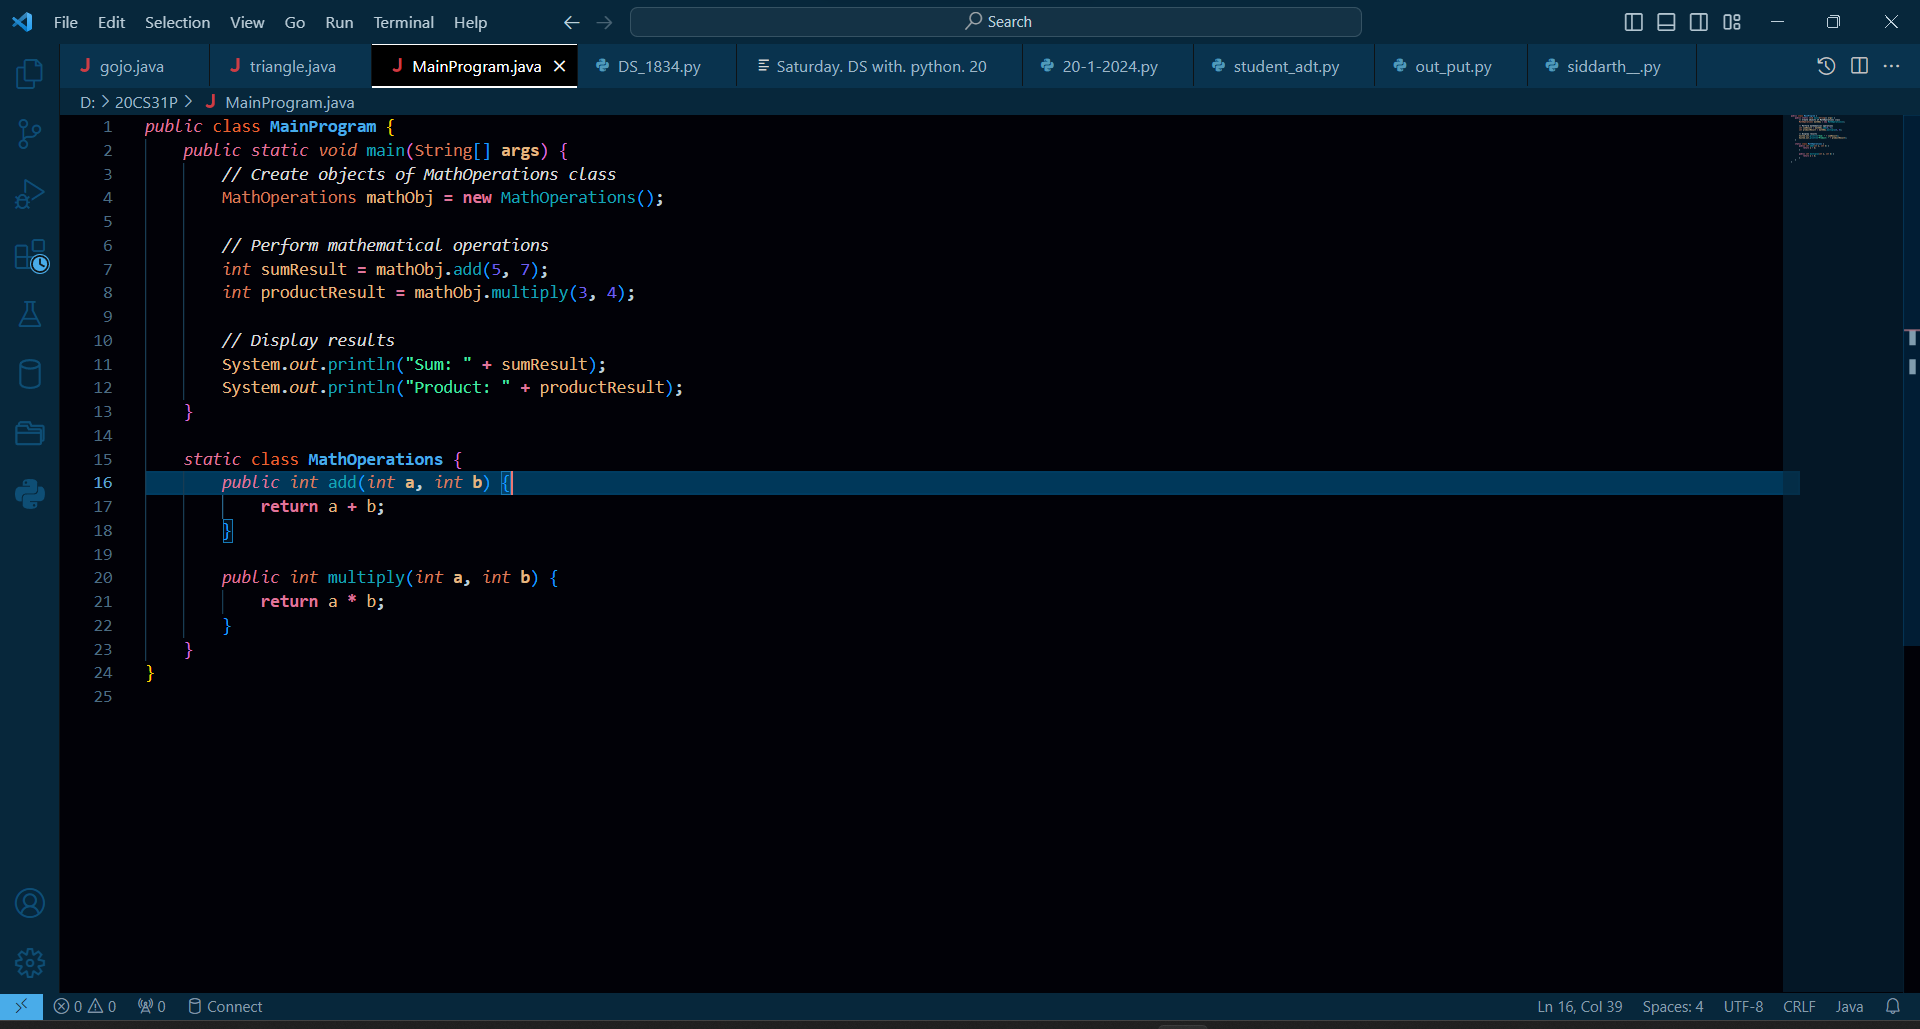 File Edit Selection View Go Run Terminal Help Search
gojo.java triangle.java MainProgram.java DS_1834.py Saturday. DS with. python. 20 20-1-2024.py student_adt.py out_put.py siddarth__.py
D: > 20CS31P > MainProgram.java
1 public class MainProgram {
2 public static void main(String[] args) {
3 // Create objects of MathOperations class
4 MathOperations mathObj = new MathOperations();
5
6 // Perform mathematical operations
7 int sumResult = mathObj.add(5, 7);
8 int productResult = mathObj.multiply(3, 4);
9
10 // Display results
11 System.out.println("Sum: " + sumResult);
12 System.out.println("Product: " + productResult);
13 }
14
15 static class MathOperations {
16 public int add(int a, int b) {
17 return a + b;
18 }
19
20 public int multiply(int a, int b) {
21 return a * b;
22 }
23 }
24 }
25
0 0 0 Connect Ln 16, Col 39 Spaces: 4 UTF-8 CRLF Java